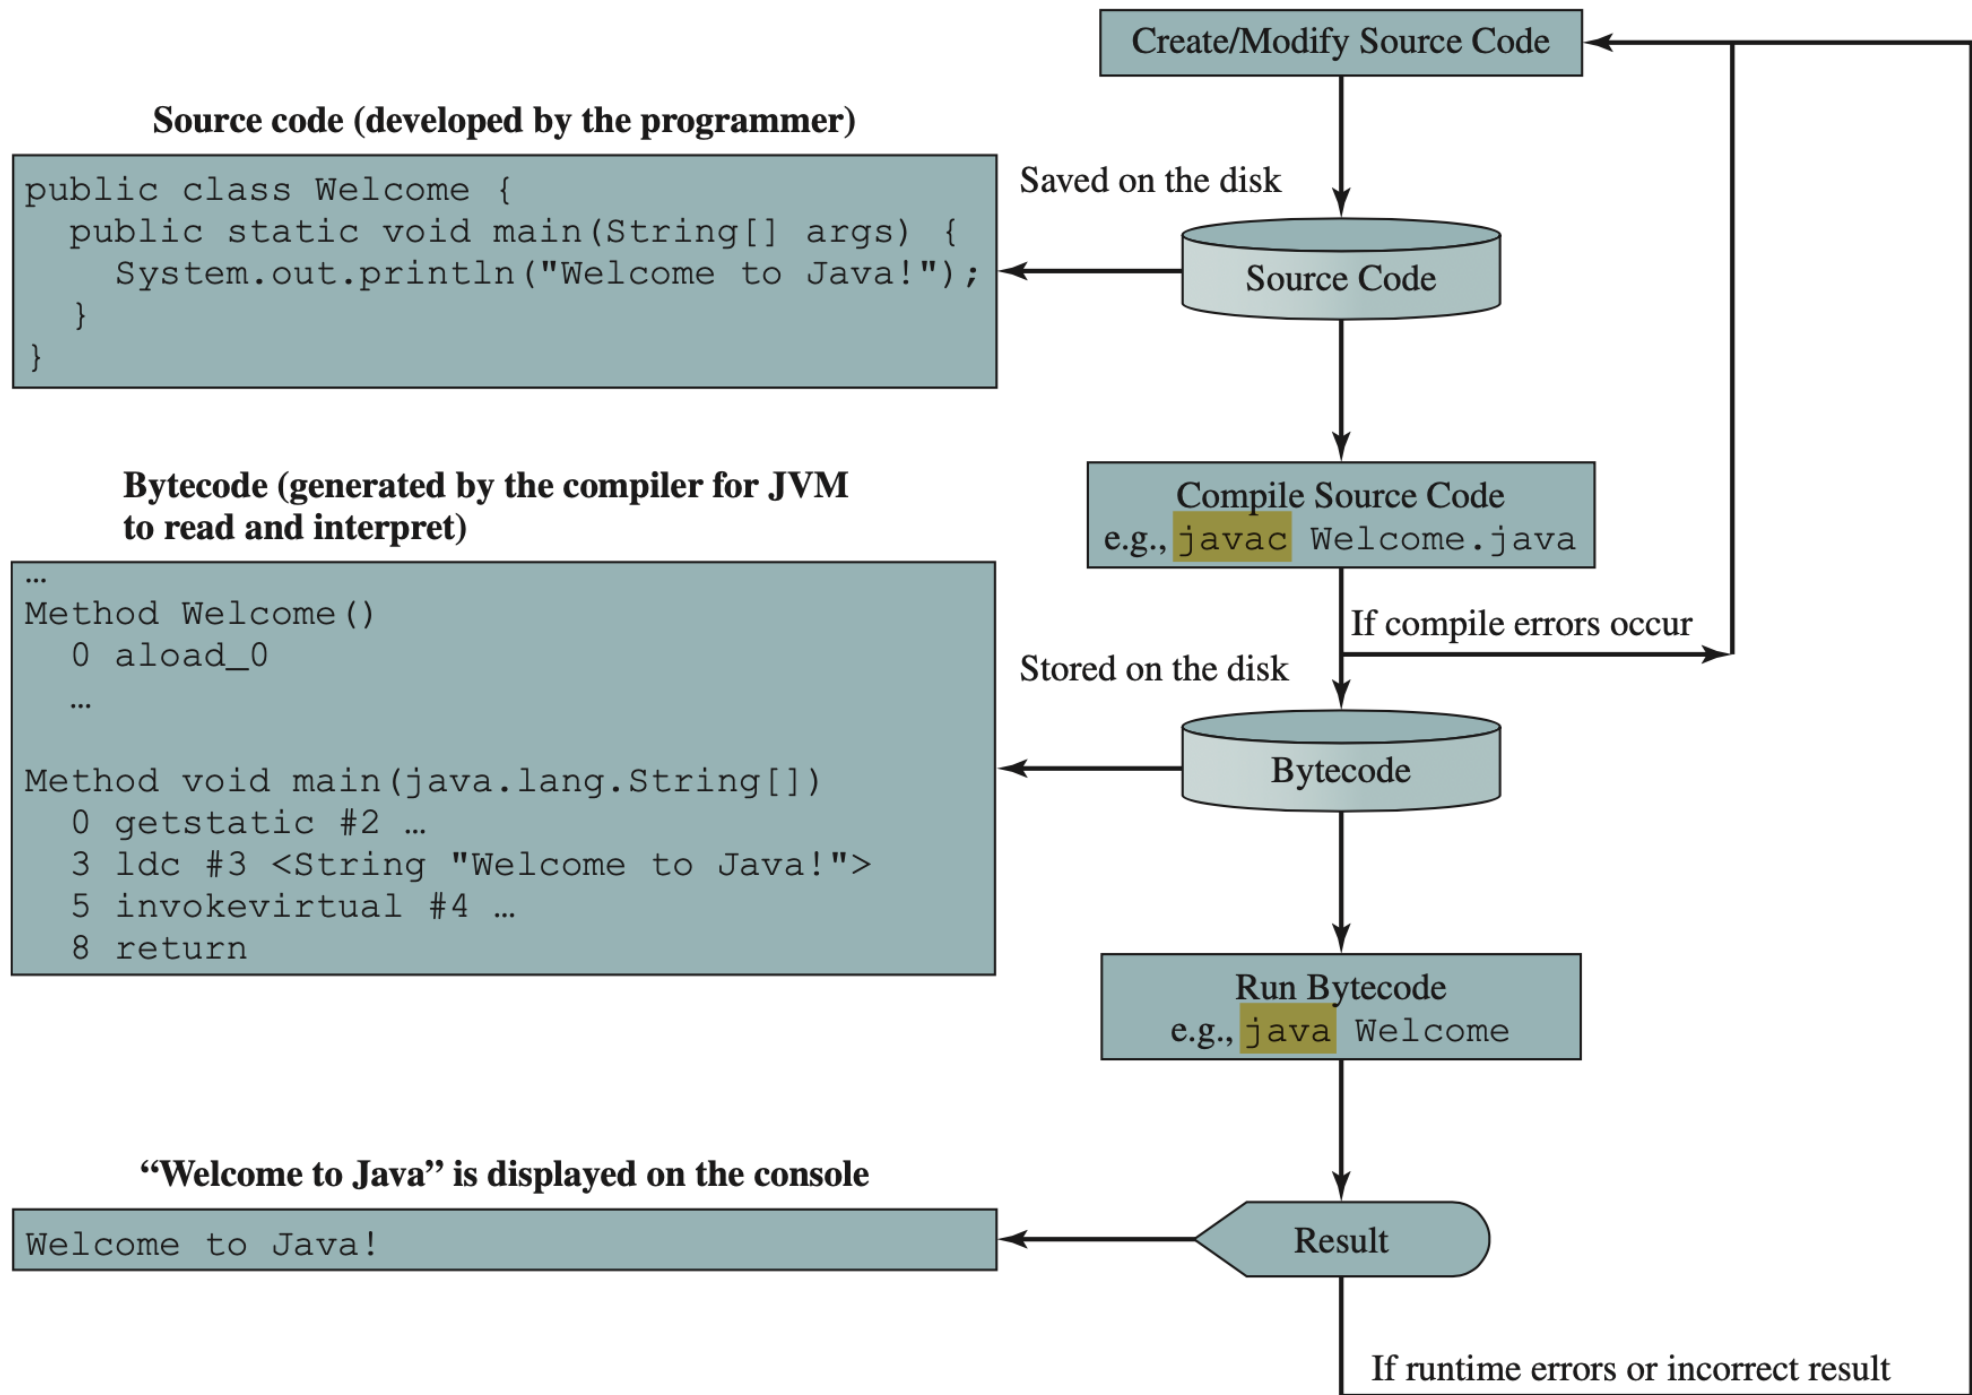 Create/Modify Source Code
Source code (developed by the programmer)
public class Welcome {
  public static void main(String[] args) {
    System.out.println("Welcome to Java!");
  }
}
Saved on the disk
Source Code
Compile Source Code
e.g., javac Welcome.java
If compile errors occur
Bytecode (generated by the compiler for JVM
to read and interpret)
…
Method Welcome()
  0 aload_0
  …
Method void main(java.lang.String[])
  0 getstatic #2 …
  3 ldc #3 <String "Welcome to Java!">
  5 invokevirtual #4 …
  8 return
Stored on the disk
Bytecode
Run Bytecode
e.g., java Welcome
“Welcome to Java” is displayed on the console
Welcome to Java!
Result
If runtime errors or incorrect result